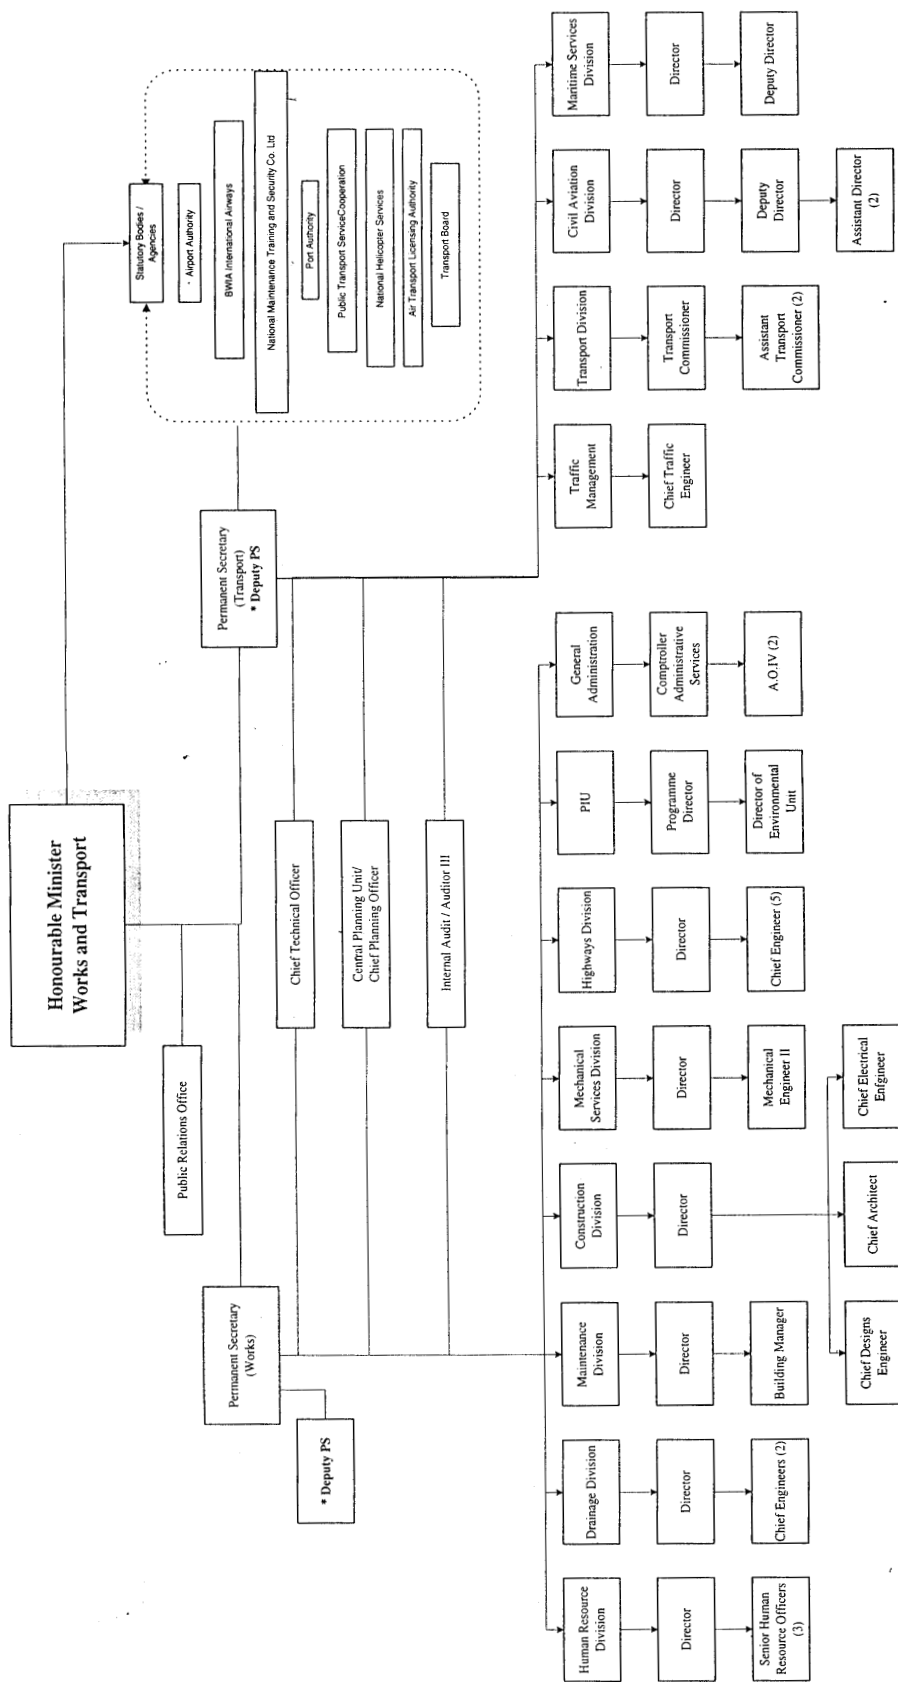 Honourable Minister
Works and Transport
Public Relations Office
Statutory Bodies /
Agencies
- Airport Authority
BWIA International Airways
National Maintenance Training and Security Co. Ltd
Port Authority
Public Transport ServiceCooperation
National Helicopter Services
Air Transport Licensing Authority
Transport Board
Permanent Secretary
(Works)
* Deputy PS
Permanent Secretary
(Transport)
* Deputy PS
Chief Technical Officer
Central Planning Unit/
Chief Planning Officer
Internal Audit / Auditor III
Human Resource
Division
Drainage Division
Maintenance
Division
Construction
Division
Mechanical
Services Division
Highways Division
PIU
General
Administration
Traffic
Management
Transport Division
Civil Aviation
Division
Maritime Services
Division
Director
Director
Director
Director
Director
Director
Programme
Director
Comptroller
Administrative
Services
Chief Traffic
Engineer
Transport
Commissioner
Director
Director
Senior Human
Resource Officers
(3)
Chief Engineers (2)
Building Manager
Mechanical
Engineer II
Chief Engineer (5)
Director of
Environmental
Unit
A.O.IV (2)
Assistant
Transport
Commissioner (2)
Deputy
Director
Deputy Director
Chief Designs
Engineer
Chief Architect
Chief Electrical
Enfgineer
Assistant Director
(2)